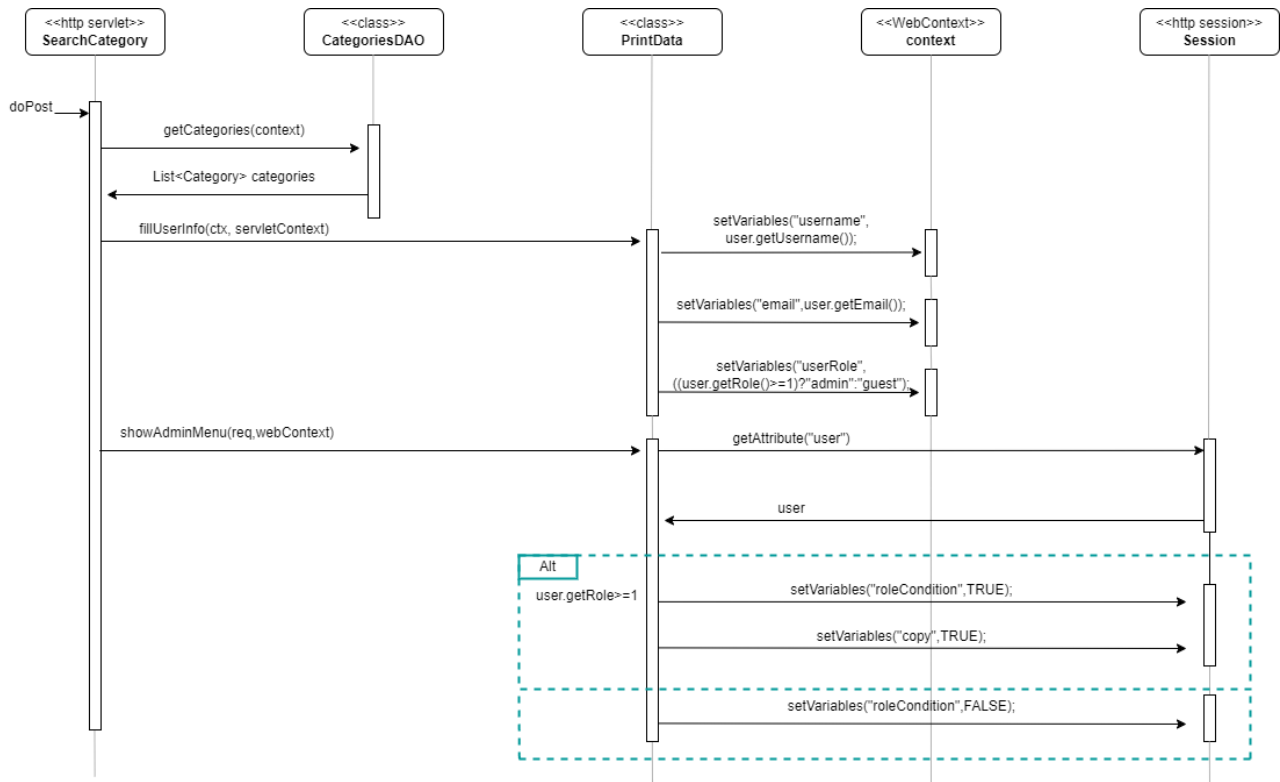 <<http servlet>>
SearchCategory
<<class>>
CategoriesDAO
<<class>>
PrintData
<<WebContext>>
context
<<http session>>
Session
doPost
getCategories(context)
List<Category> categories
fillUserInfo(ctx, servletContext)
setVariables("username",
user.getUsername());
setVariables("email",user.getEmail());
setVariables("userRole",
((user.getRole()>=1)?"admin":"guest");
showAdminMenu(req,webContext)
getAttribute("user")
user
Alt
user.getRole>=1
setVariables("roleCondition",TRUE);
setVariables("copy",TRUE);
setVariables("roleCondition",FALSE);